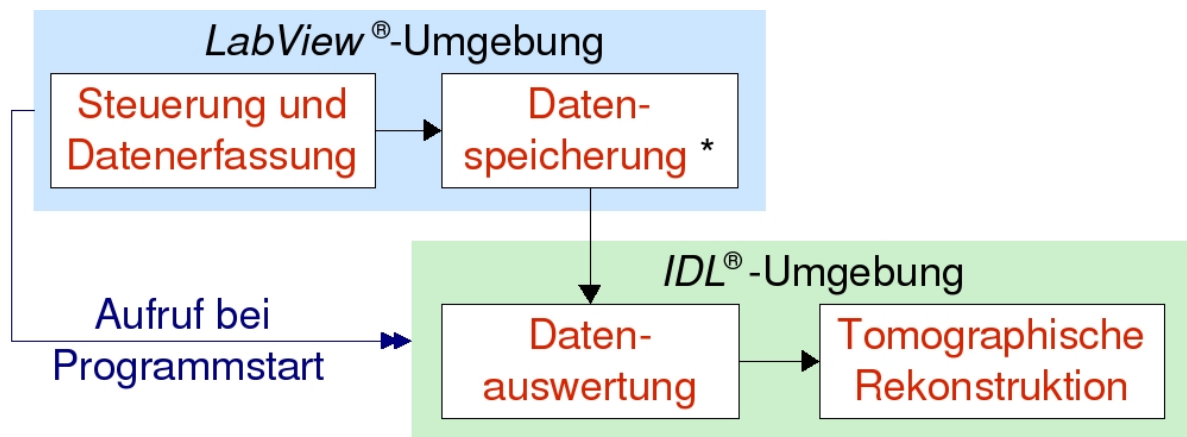 LabView ®-Umgebung
Steuerung und
Datenerfassung
Daten-
speicherung *
IDL® -Umgebung
Aufruf bei
Programmstart
Daten-
auswertung
Tomographische
Rekonstruktion